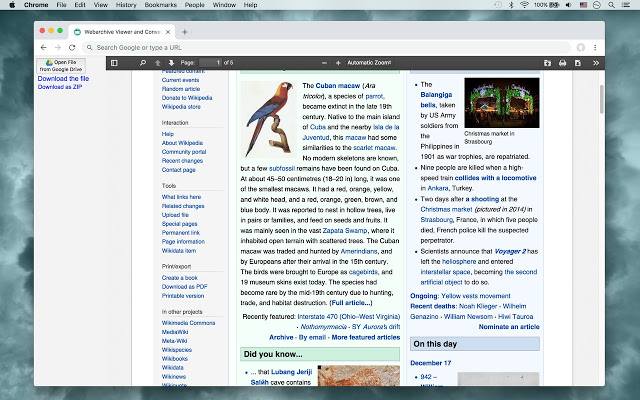 Chrome File Edit View History Bookmarks People Window Help
100%
Webarchive Viewer and Conve
Search Google or type a URL
Open File
from Google Drive
Download the file
Download as ZIP
Page: 1 of 5
Automatic Zoom
Featured content
Current events
Random article
Donate to Wikipedia
Wikipedia store
Interaction
Help
About Wikipedia
Community portal
Recent changes
Contact page
Tools
What links here
Related changes
Upload file
Special pages
Permanent link
Page information
Wikidata item
Print/export
Create a book
Download as PDF
Printable version
In other projects
Wikimedia Commons
MediaWiki
Meta-Wiki
Wikispecies
Wikibooks
Wikidata
Wikinews
Wikiquote
The Cuban macaw (Ara
tricolor), a species of parrot,
became extinct in the late 19th
century. Native to the main island
of Cuba and the nearby Isla de la
Juventud, this macaw had some
similarities to the scarlet macaw.
No modern skeletons are known,
but a few subfossil remains have been found on Cuba.
At about 45–50 centimetres (18–20 in) long, it was one
of the smallest macaws. It had a red, orange, yellow,
and white head, and a red, orange, green, brown, and
blue body. It was reported to nest in hollow trees, live
in pairs or families, and feed on seeds and fruits. It
was mainly seen in the vast Zapata Swamp, where it
inhabited open terrain with scattered trees. The Cuban
macaw was traded and hunted by Amerindians, and
by Europeans after their arrival in the 15th century.
The birds were brought to Europe as cagebirds, and
19 museum skins exist today. The species had
become rare by the mid-19th century due to hunting,
trade, and habitat destruction. (Full article...)
Recently featured: Interstate 470 (Ohio–West Virginia)
· Nothomyrmecia · SY Aurora's drift
Archive · By email · More featured articles
Did you know...
• ... that Lubang Jeriji
Saléh cave contains
• The
Balangiga
bells, taken
by US Army
soldiers from
the
Philippines in
1901 as war trophies, are repatriated.
Christmas market in
Strasbourg
• Nine people are killed when a high-
speed train collides with a locomotive
in Ankara, Turkey.
• Two days after a shooting at the
Christmas market (pictured in 2014) in
Strasbourg, France, in which five people
died, French police kill the suspected
perpetrator.
• Scientists announce that Voyager 2 has
left the heliosphere and entered
interstellar space, becoming the second
artificial object to do so.
Ongoing: Yellow vests movement
Recent deaths: Noah Klieger · Wilhelm
Genazino · William Newsom · Hiwi Tauroa
Nominate an article
On this day
December 17
• 942 –
William